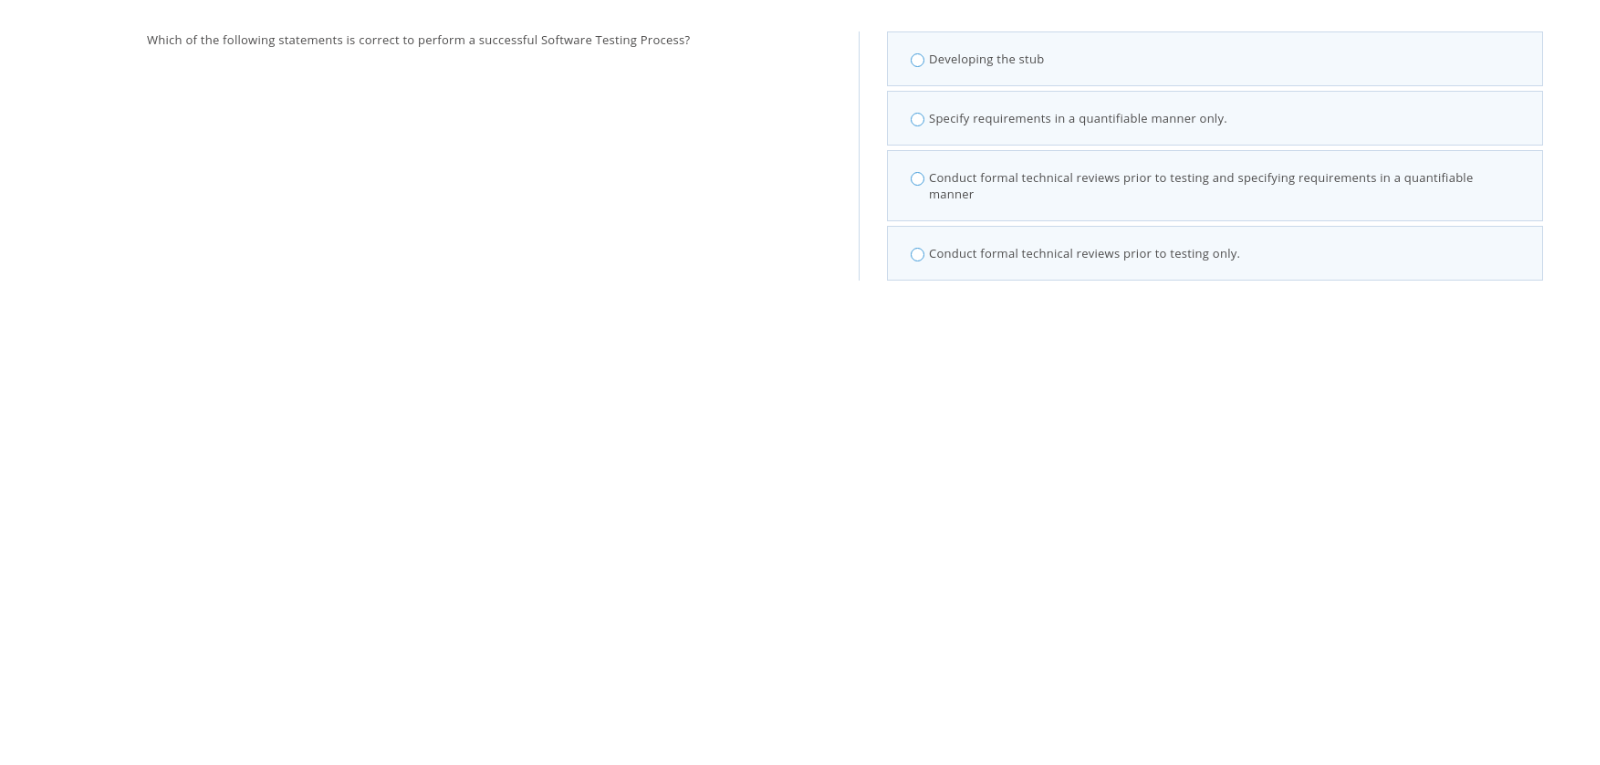 Which of the following statements is correct to perform a successful Software Testing Process?
Developing the stub
Specify requirements in a quantifiable manner only.
Conduct formal technical reviews prior to testing and specifying requirements in a quantifiable
manner
Conduct formal technical reviews prior to testing only.